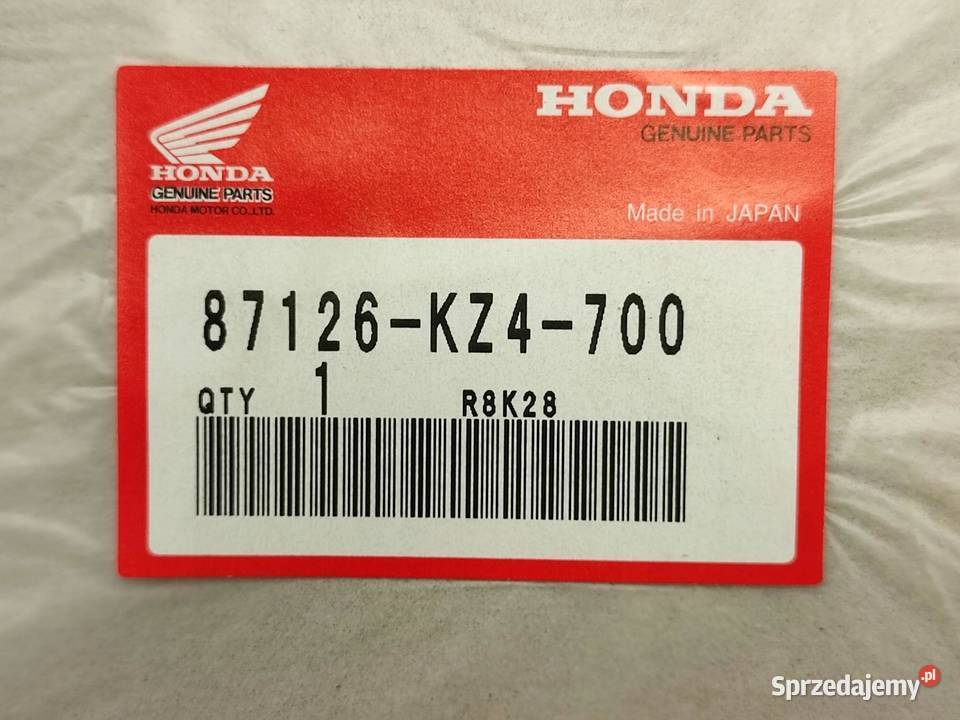 HONDA
GENUINE PARTS
HONDA MOTOR CO.,LTD.
HONDA
GENUINE PARTS
Made in JAPAN
87126-KZ4-700
QTY 1 R8K28
Sprzedajemy.pl